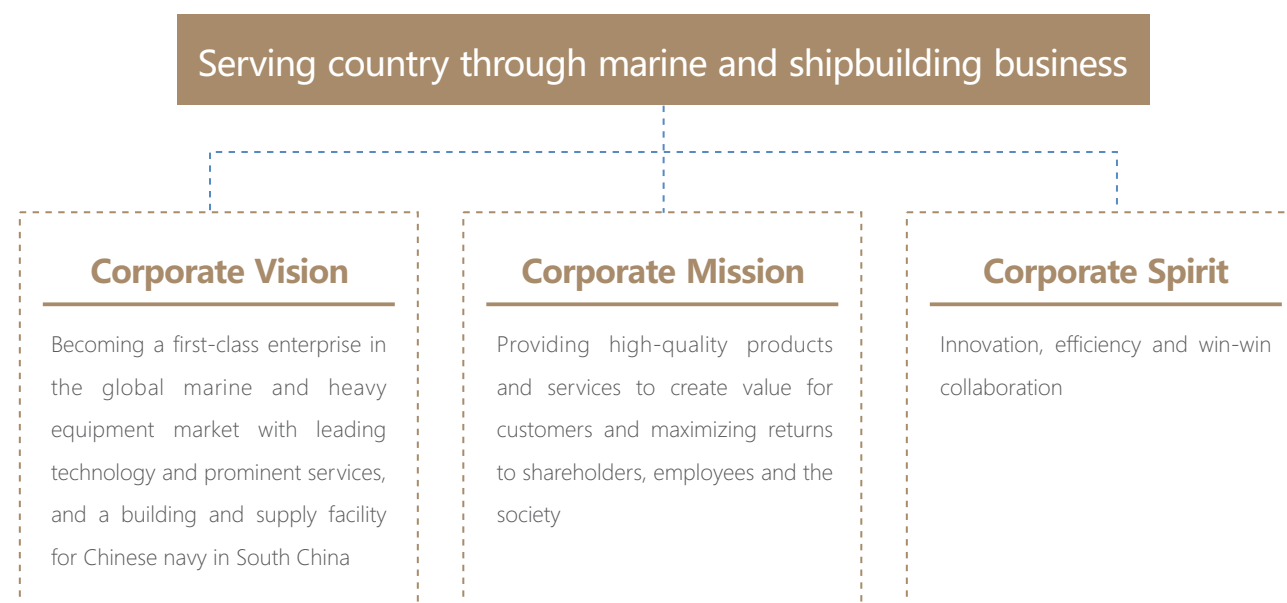 Serving country through marine and shipbuilding business
Corporate Vision
Becoming a first-class enterprise in
the global marine and heavy
equipment market with leading
technology and prominent services,
and a building and supply facility
for Chinese navy in South China
Corporate Mission
Providing high-quality products
and services to create value for
customers and maximizing returns
to shareholders, employees and the
society
Corporate Spirit
Innovation, efficiency and win-win
collaboration